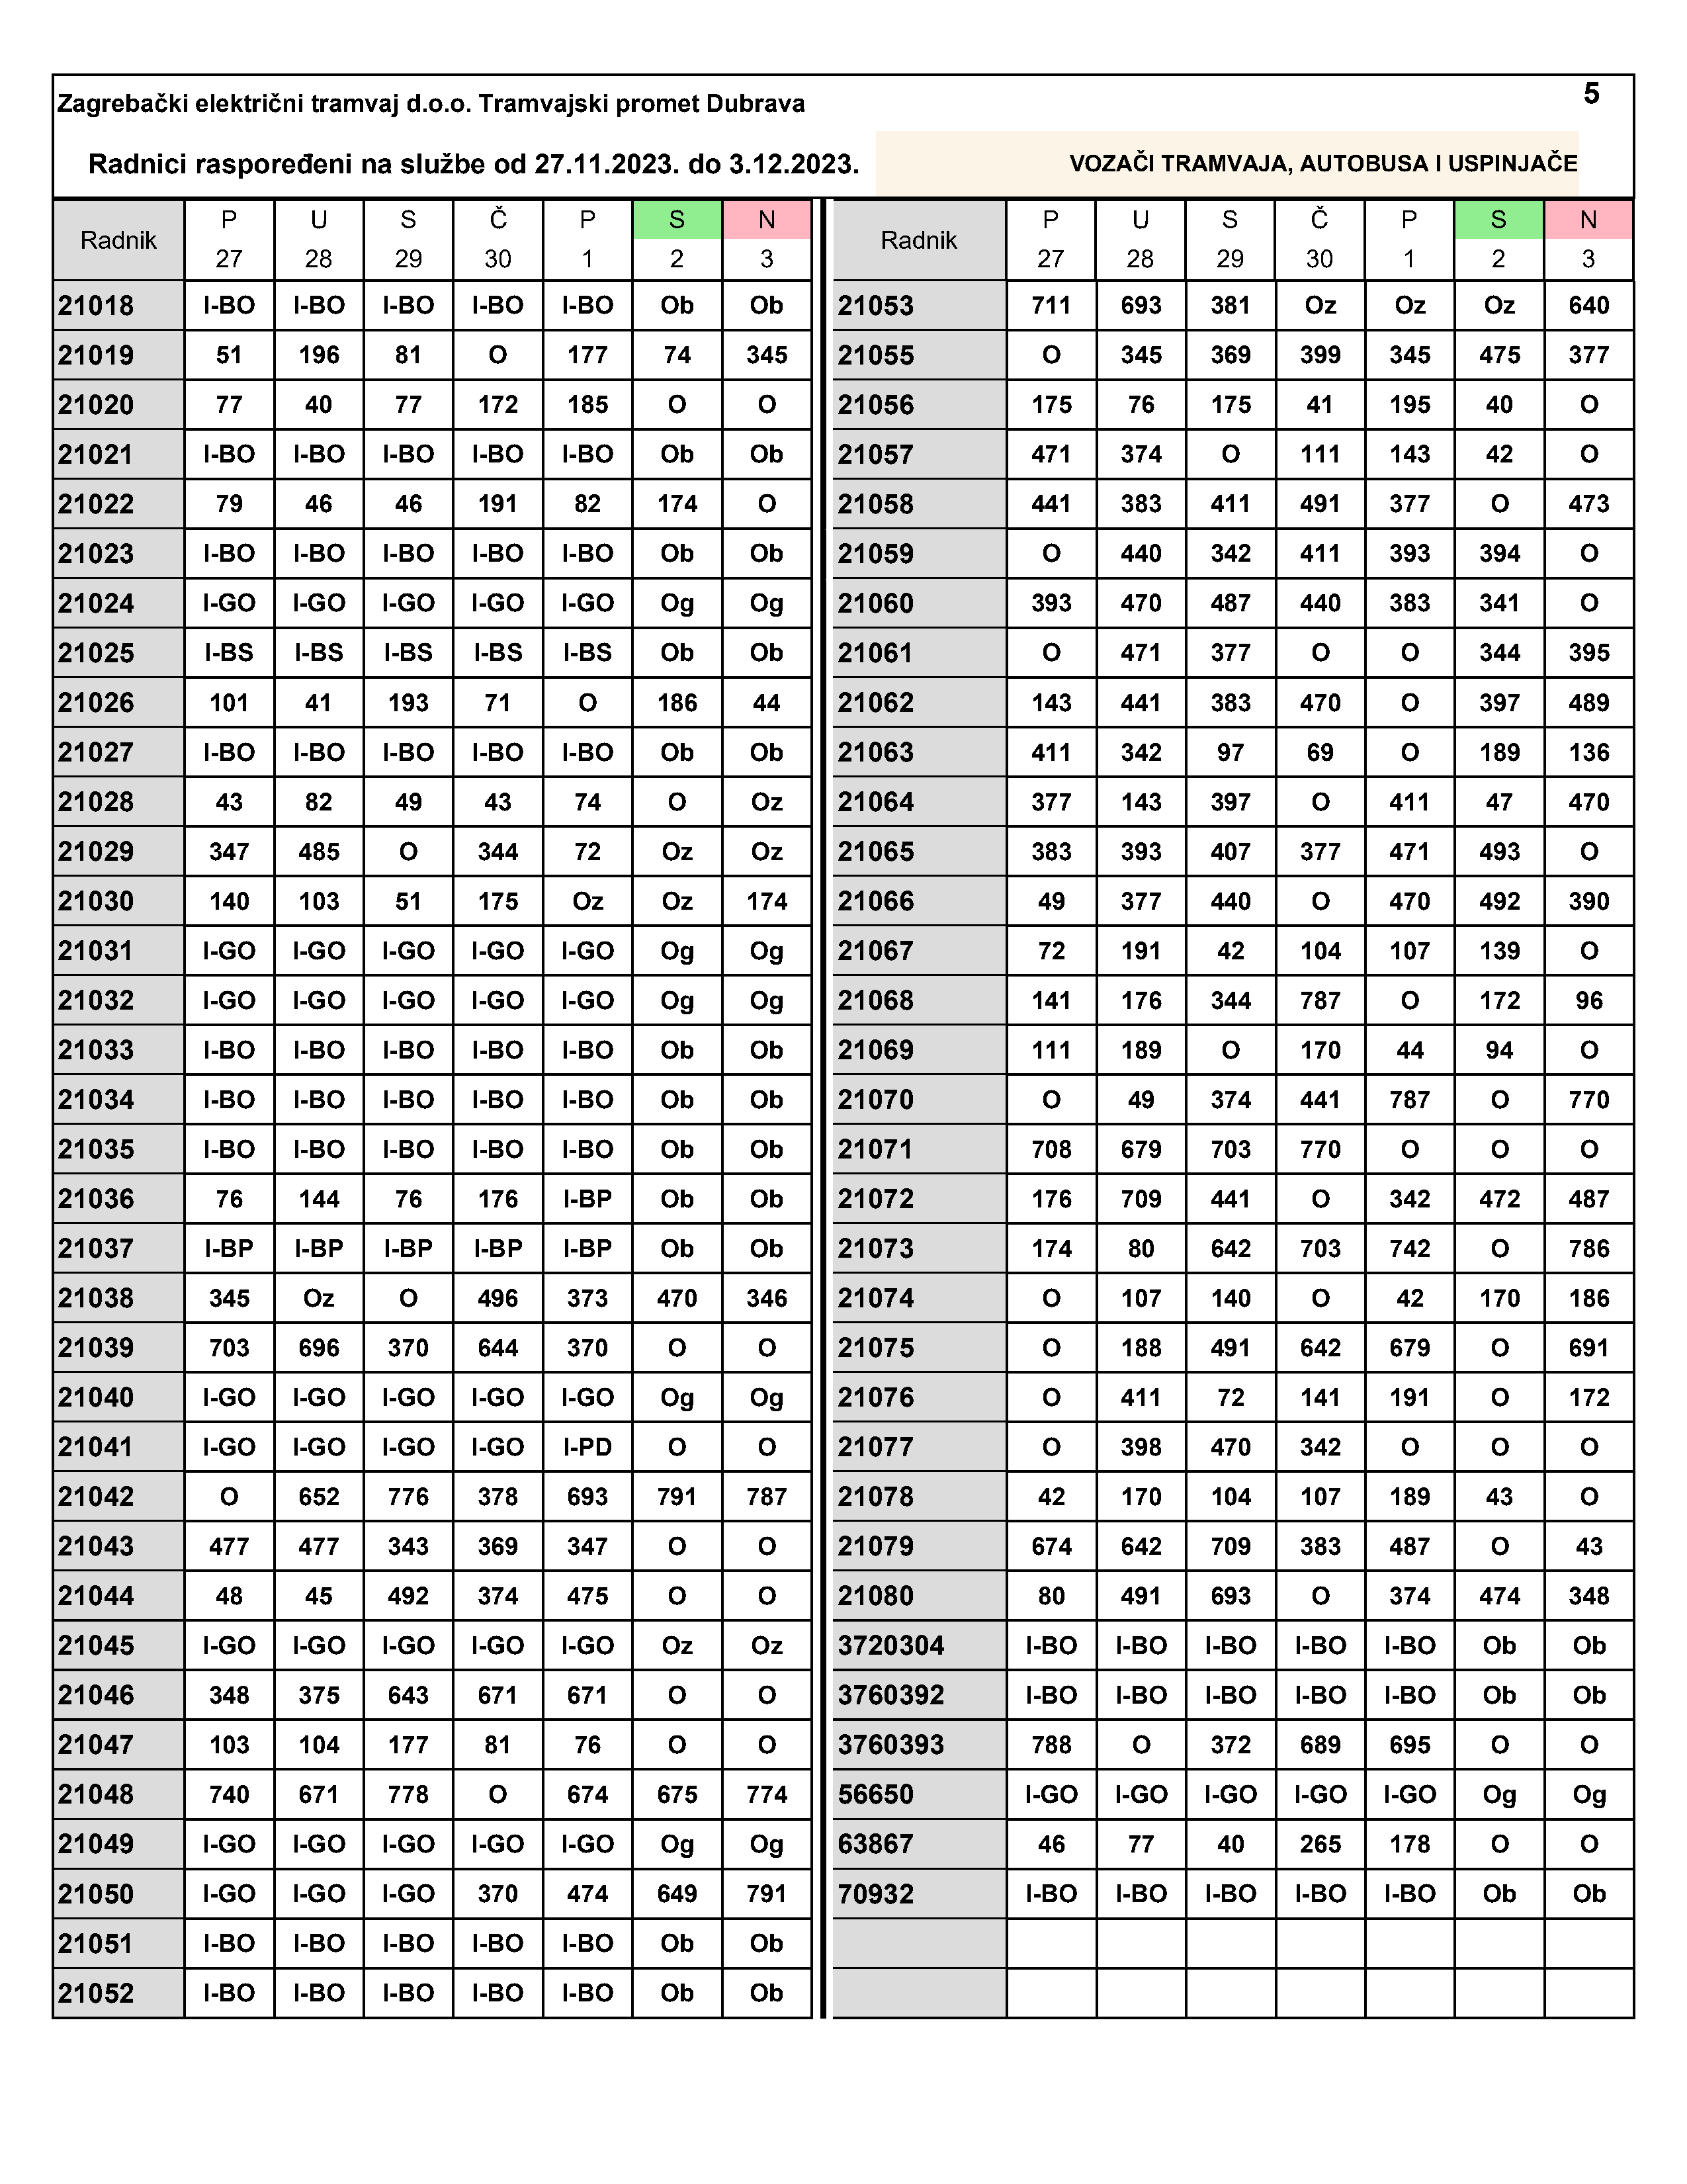 5
Zagrebački električni tramvaj d.o.o. Tramvajski promet Dubrava
Radnici raspoređeni na službe od 27.11.2023. do 3.12.2023. VOZAČI TRAMVAJA, AUTOBUSA I USPINJAČE
Radnik P U S Č P S N Radnik P U S Č P S N
27 28 29 30 1 2 3 27 28 29 30 1 2 3
21018 I-BO I-BO I-BO I-BO I-BO Ob Ob 21053 711 693 381 Oz Oz Oz 640
21019 51 196 81 O 177 74 345 21055 O 345 369 399 345 475 377
21020 77 40 77 172 185 O O 21056 175 76 175 41 195 40 O
21021 I-BO I-BO I-BO I-BO I-BO Ob Ob 21057 471 374 O 111 143 42 O
21022 79 46 46 191 82 174 O 21058 441 383 411 491 377 O 473
21023 I-BO I-BO I-BO I-BO I-BO Ob Ob 21059 O 440 342 411 393 394 O
21024 I-GO I-GO I-GO I-GO I-GO Og Og 21060 393 470 487 440 383 341 O
21025 I-BS I-BS I-BS I-BS I-BS Ob Ob 21061 O 471 377 O O 344 395
21026 101 41 193 71 O 186 44 21062 143 441 383 470 O 397 489
21027 I-BO I-BO I-BO I-BO I-BO Ob Ob 21063 411 342 97 69 O 189 136
21028 43 82 49 43 74 O Oz 21064 377 143 397 O 411 47 470
21029 347 485 O 344 72 Oz Oz 21065 383 393 407 377 471 493 O
21030 140 103 51 175 Oz Oz 174 21066 49 377 440 O 470 492 390
21031 I-GO I-GO I-GO I-GO I-GO Og Og 21067 72 191 42 104 107 139 O
21032 I-GO I-GO I-GO I-GO I-GO Og Og 21068 141 176 344 787 O 172 96
21033 I-BO I-BO I-BO I-BO I-BO Ob Ob 21069 111 189 O 170 44 94 O
21034 I-BO I-BO I-BO I-BO I-BO Ob Ob 21070 O 49 374 441 787 O 770
21035 I-BO I-BO I-BO I-BO I-BO Ob Ob 21071 708 679 703 770 O O O
21036 76 144 76 176 I-BP Ob Ob 21072 176 709 441 O 342 472 487
21037 I-BP I-BP I-BP I-BP I-BP Ob Ob 21073 174 80 642 703 742 O 786
21038 345 Oz O 496 373 470 346 21074 O 107 140 O 42 170 186
21039 703 696 370 644 370 O O 21075 O 188 491 642 679 O 691
21040 I-GO I-GO I-GO I-GO I-GO Og Og 21076 O 411 72 141 191 O 172
21041 I-GO I-GO I-GO I-GO I-PD O O 21077 O 398 470 342 O O O
21042 O 652 776 378 693 791 787 21078 42 170 104 107 189 43 O
21043 477 477 343 369 347 O O 21079 674 642 709 383 487 O 43
21044 48 45 492 374 475 O O 21080 80 491 693 O 374 474 348
21045 I-GO I-GO I-GO I-GO I-GO Oz Oz 3720304 I-BO I-BO I-BO I-BO I-BO Ob Ob
21046 348 375 643 671 671 O O 3760392 I-BO I-BO I-BO I-BO I-BO Ob Ob
21047 103 104 177 81 76 O O 3760393 788 O 372 689 695 O O
21048 740 671 778 O 674 675 774 56650 I-GO I-GO I-GO I-GO I-GO Og Og
21049 I-GO I-GO I-GO I-GO I-GO Og Og 63867 46 77 40 265 178 O O
21050 I-GO I-GO I-GO 370 474 649 791 70932 I-BO I-BO I-BO I-BO I-BO Ob Ob
21051 I-BO I-BO I-BO I-BO I-BO Ob Ob
21052 I-BO I-BO I-BO I-BO I-BO Ob Ob